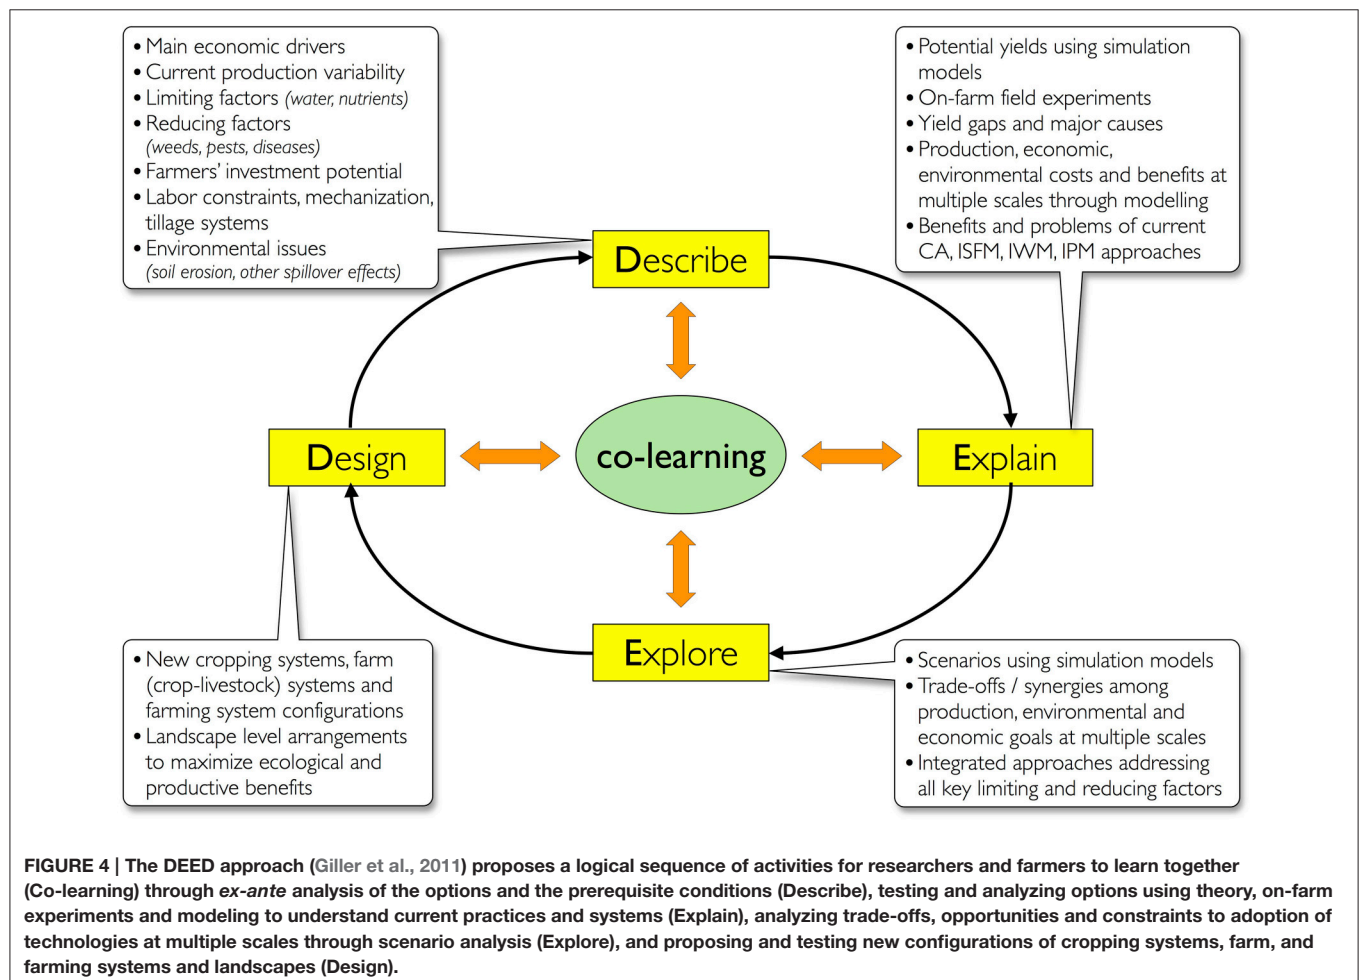 • Main economic drivers
• Current production variability
• Limiting factors (water, nutrients)
• Reducing factors
(weeds, pests, diseases)
• Farmers' investment potential
• Labor constraints, mechanization,
tillage systems
• Environmental issues
(soil erosion, other spillover effects)
• Potential yields using simulation
models
• On-farm field experiments
• Yield gaps and major causes
• Production, economic,
environmental costs and benefits at
multiple scales through modelling
• Benefits and problems of current
CA, ISFM, IWM, IPM approaches
Describe
Design
co-learning
Explain
Explore
• New cropping systems, farm
(crop-livestock) systems and
farming system configurations
• Landscape level arrangements
to maximize ecological and
productive benefits
• Scenarios using simulation models
• Trade-offs / synergies among
production, environmental and
economic goals at multiple scales
• Integrated approaches addressing
all key limiting and reducing factors
FIGURE 4 | The DEED approach (Giller et al., 2011) proposes a logical sequence of activities for researchers and farmers to learn together
(Co-learning) through ex-ante analysis of the options and the prerequisite conditions (Describe), testing and analyzing options using theory, on-farm
experiments and modeling to understand current practices and systems (Explain), analyzing trade-offs, opportunities and constraints to adoption of
technologies at multiple scales through scenario analysis (Explore), and proposing and testing new configurations of cropping systems, farm, and
farming systems and landscapes (Design).